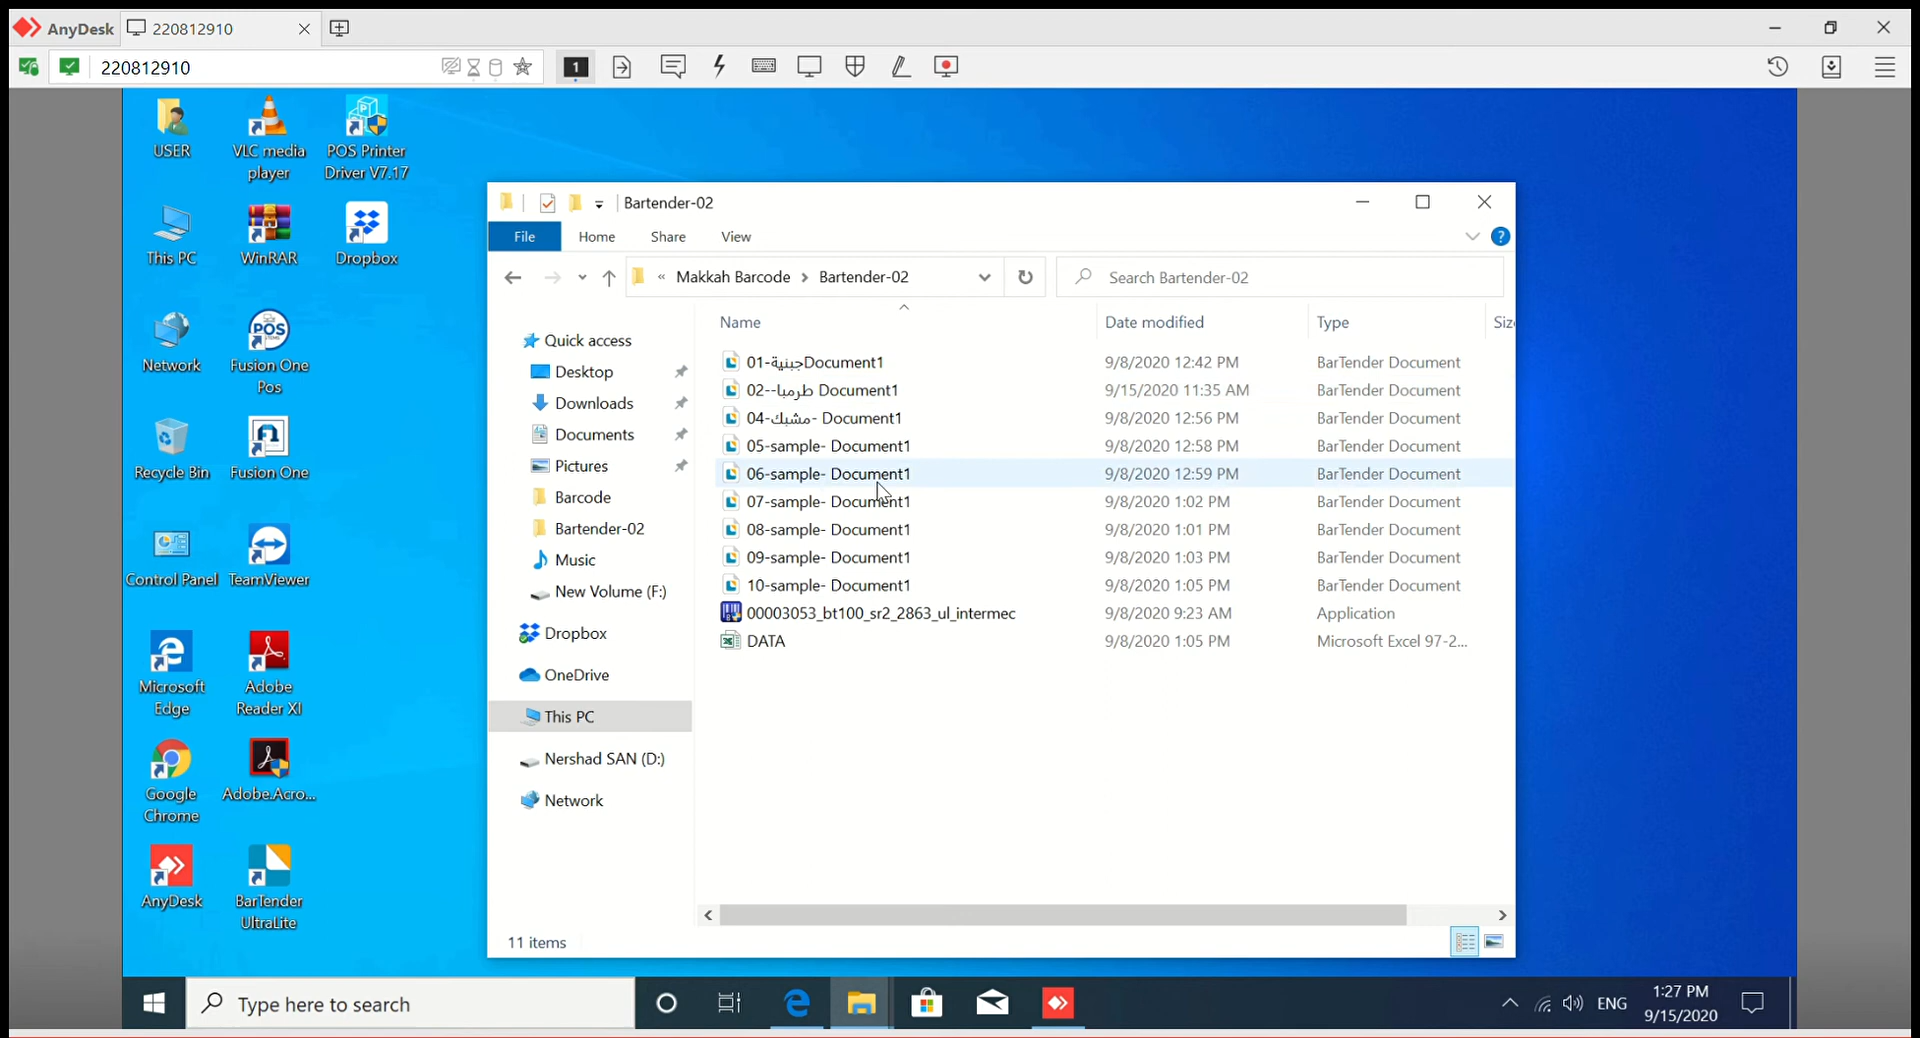 AnyDesk
220812910
220812910
1
USER
VLC media
player
POS Printer
Driver V7.17
This PC
WinRAR
Dropbox
Network
Fusion One
Pos
Recycle Bin
Fusion One
Control Panel
TeamViewer
Microsoft
Edge
Adobe
Reader XI
Google
Chrome
Adobe.Acro...
AnyDesk
BarTender
UltraLite
Bartender-02
File Home Share View
« Makkah Barcode > Bartender-02
Search Bartender-02
Name Date modified Type Siz
Quick access
Desktop
Downloads
Documents
Pictures
Barcode
Bartender-02
Music
New Volume (F:)
Dropbox
OneDrive
This PC
Nershad SAN (D:)
Network
01-جبنية Document1 9/8/2020 12:42 PM BarTender Document
02--طرمبا Document1 9/15/2020 11:35 AM BarTender Document
04-مشبك- Document1 9/8/2020 12:56 PM BarTender Document
05-sample- Document1 9/8/2020 12:58 PM BarTender Document
06-sample- Document1 9/8/2020 12:59 PM BarTender Document
07-sample- Document1 9/8/2020 1:02 PM BarTender Document
08-sample- Document1 9/8/2020 1:01 PM BarTender Document
09-sample- Document1 9/8/2020 1:03 PM BarTender Document
10-sample- Document1 9/8/2020 1:05 PM BarTender Document
00003053_bt100_sr2_2863_ul_intermec 9/8/2020 9:23 AM Application
DATA 9/8/2020 1:05 PM Microsoft Excel 97-2...
11 items
Type here to search
ENG
1:27 PM
9/15/2020